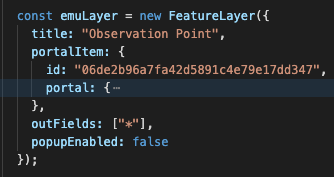 const emuLayer = new FeatureLayer({
title: "Observation Point",
portalItem: {
id: "06de2b96a7fa42d5891c4e79e17dd347",
portal: {⋯
},
outFields: ["*"],
popupEnabled: false
});